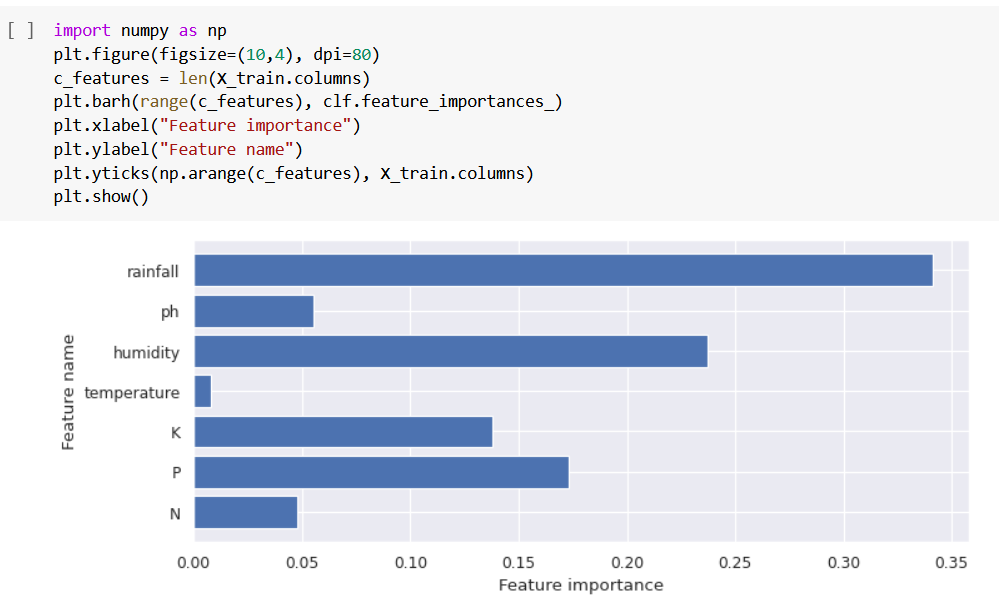 [ ] import numpy as np
plt.figure(figsize=(10,4), dpi=80)
c_features = len(X_train.columns)
plt.barh(range(c_features), clf.feature_importances_)
plt.xlabel("Feature importance")
plt.ylabel("Feature name")
plt.yticks(np.arange(c_features), X_train.columns)
plt.show()
Feature name
rainfall
ph
humidity
temperature
K
P
N
0.00 0.05 0.10 0.15 0.20 0.25 0.30 0.35
Feature importance